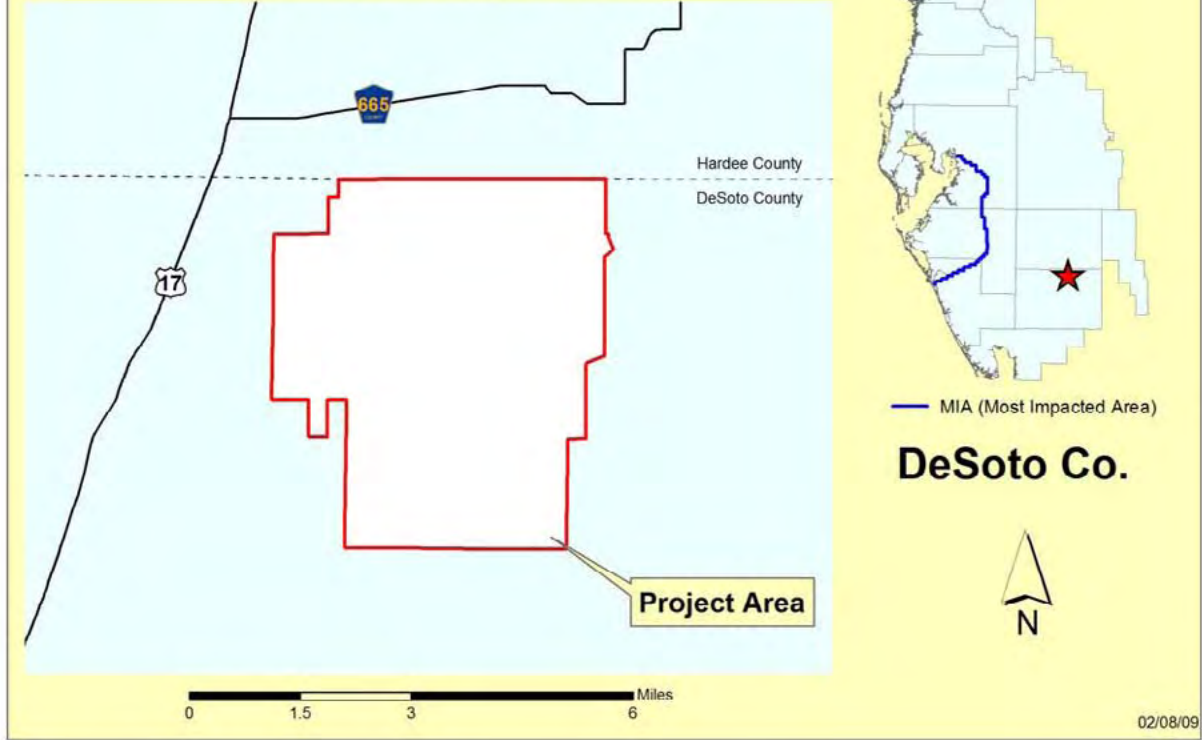 665
Hardee County
DeSoto County
17
MIA (Most Impacted Area)
DeSoto Co.
Project Area
N
Miles
0 1.5 3 6
02/08/09